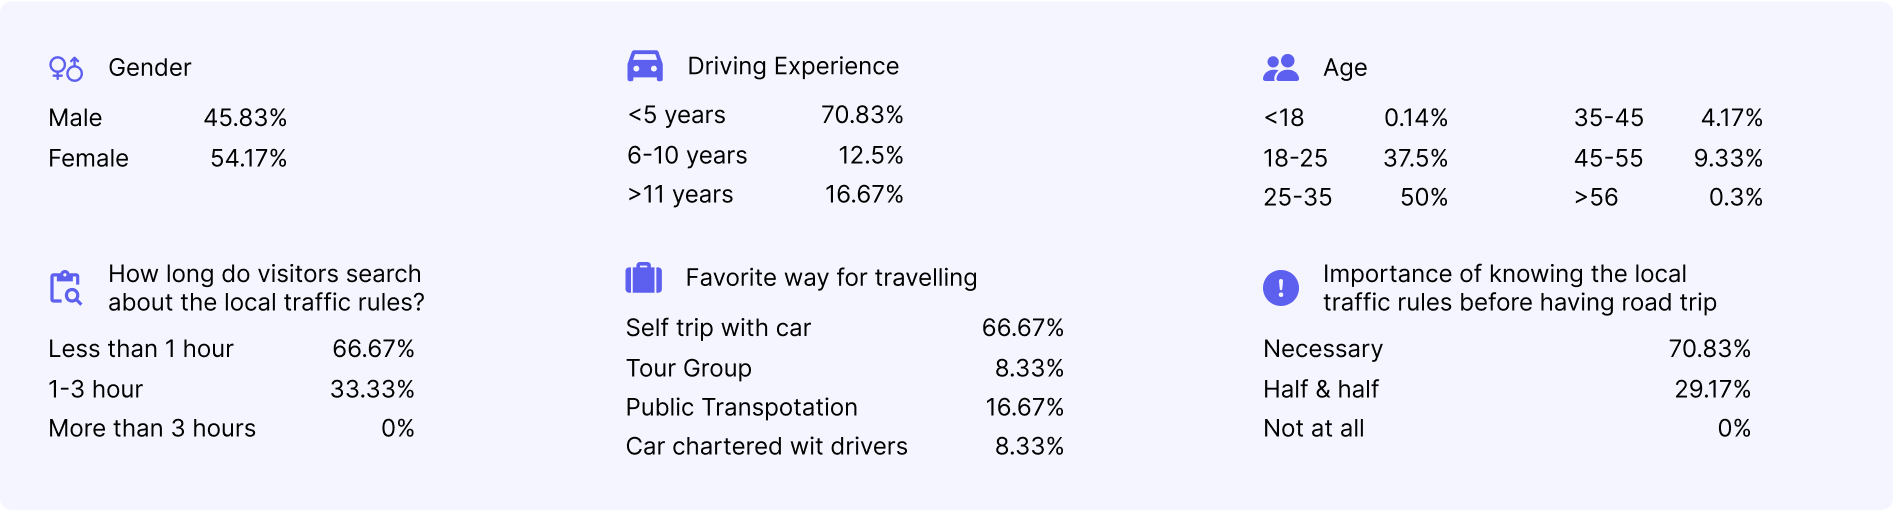 Gender
Male 45.83%
Female 54.17%
Driving Experience
<5 years 70.83%
6-10 years 12.5%
>11 years 16.67%
Age
<18 0.14% 35-45 4.17%
18-25 37.5% 45-55 9.33%
25-35 50% >56 0.3%
How long do visitors search
about the local traffic rules?
Less than 1 hour 66.67%
1-3 hour 33.33%
More than 3 hours 0%
Favorite way for travelling
Self trip with car 66.67%
Tour Group 8.33%
Public Transpotation 16.67%
Car chartered wit drivers 8.33%
Importance of knowing the local
traffic rules before having road trip
Necessary 70.83%
Half & half 29.17%
Not at all 0%